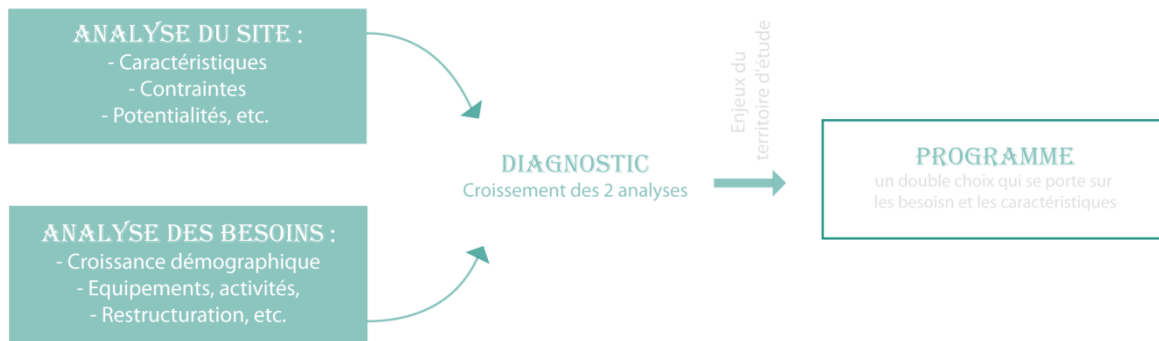 ANALYSE DU SITE :
- Caractéristiques
- Contraintes
- Potentialités, etc.
ANALYSE DES BESOINS :
- Croissance démographique
- Equipements, activités,
- Restructuration, etc.
DIAGNOSTIC
Croissement des 2 analyses
Enjeux du
territoire d'étude
PROGRAMME
un double choix qui se porte sur
les besoisn et les caractéristiques